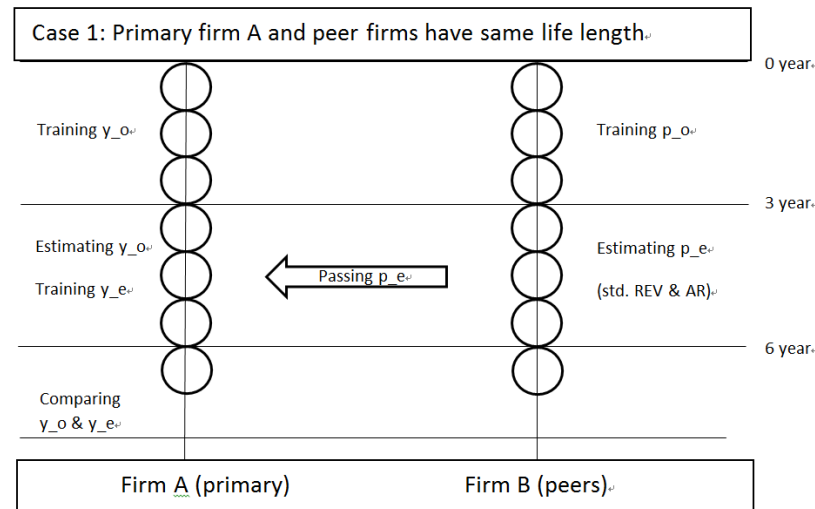 Case 1: Primary firm A and peer firms have same life length
0 year
Training y_o
Training p_o
3 year
Estimating y_o
Estimating p_e
Passing p_e
Training y_e
(std. REV & AR)
6 year
Comparing
y_o & y_e
Firm A (primary)
Firm B (peers)